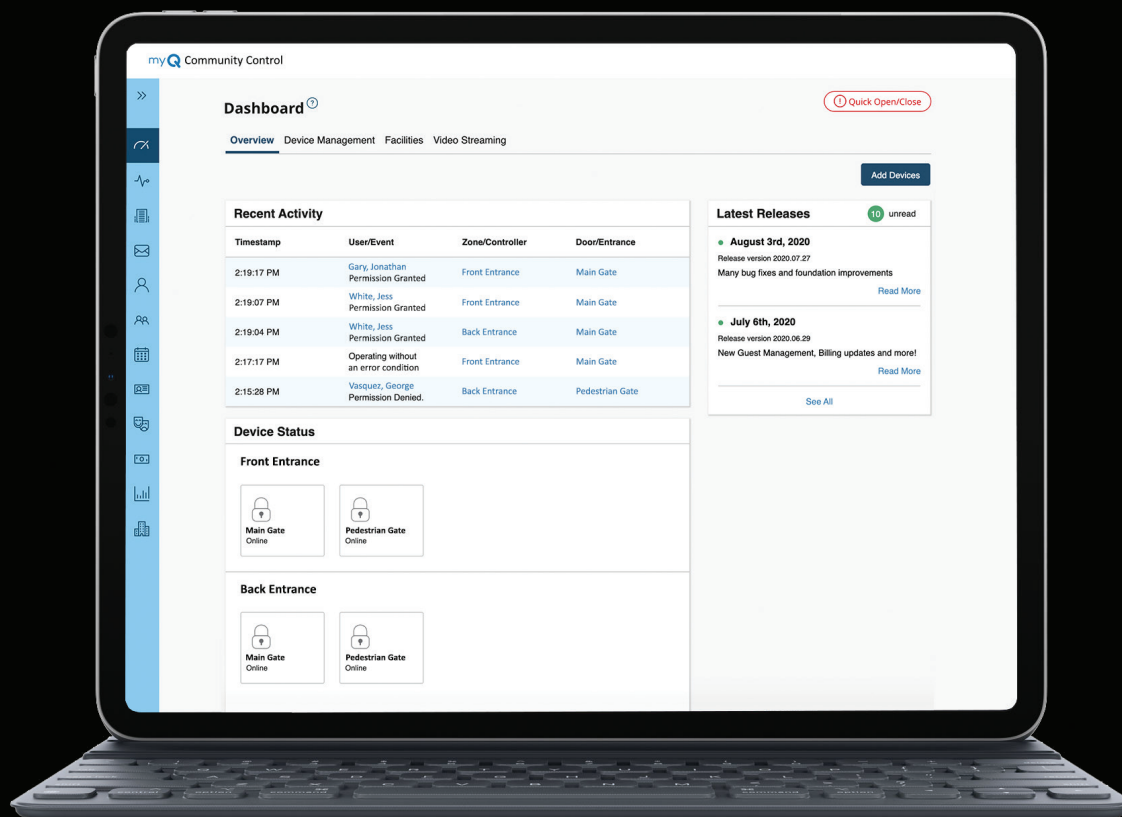 myQ Community Control
Dashboard ?
! Quick Open/Close
Overview Device Management Facilities Video Streaming
Add Devices
Recent Activity
Timestamp User/Event Zone/Controller Door/Entrance
2:19:17 PM Gary, Jonathan Permission Granted Front Entrance Main Gate
2:19:07 PM White, Jess Permission Granted Front Entrance Main Gate
2:19:04 PM White, Jess Permission Granted Back Entrance Main Gate
2:17:17 PM Operating without an error condition Front Entrance Main Gate
2:15:28 PM Vasquez, George Permission Denied. Back Entrance Pedestrian Gate
Latest Releases 10 unread
August 3rd, 2020
Release version 2020.07.27
Many bug fixes and foundation improvements
Read More
July 6th, 2020
Release version 2020.06.29
New Guest Management, Billing updates and more!
Read More
See All
Device Status
Front Entrance
Main Gate Pedestrian Gate
Online Online
Back Entrance
Main Gate Pedestrian Gate
Online Online
control option command command option